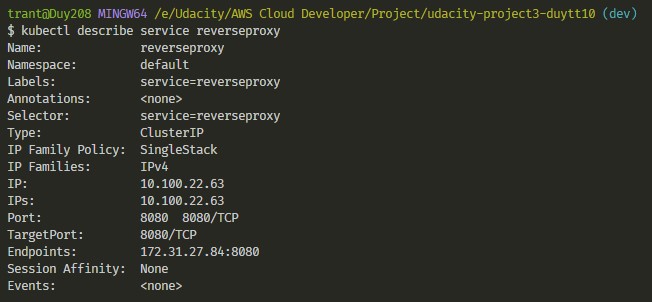 trant@Duy208 MINGW64 /e/Udacity/AWS Cloud Developer/Project/udacity-project3-duytt10 (dev)
$ kubectl describe service reverseproxy
Name:              reverseproxy
Namespace:         default
Labels:            service=reverseproxy
Annotations:       <none>
Selector:          service=reverseproxy
Type:              ClusterIP
IP Family Policy:  SingleStack
IP Families:       IPv4
IP:                10.100.22.63
IPs:               10.100.22.63
Port:              8080  8080/TCP
TargetPort:        8080/TCP
Endpoints:         172.31.27.84:8080
Session Affinity:  None
Events:            <none>